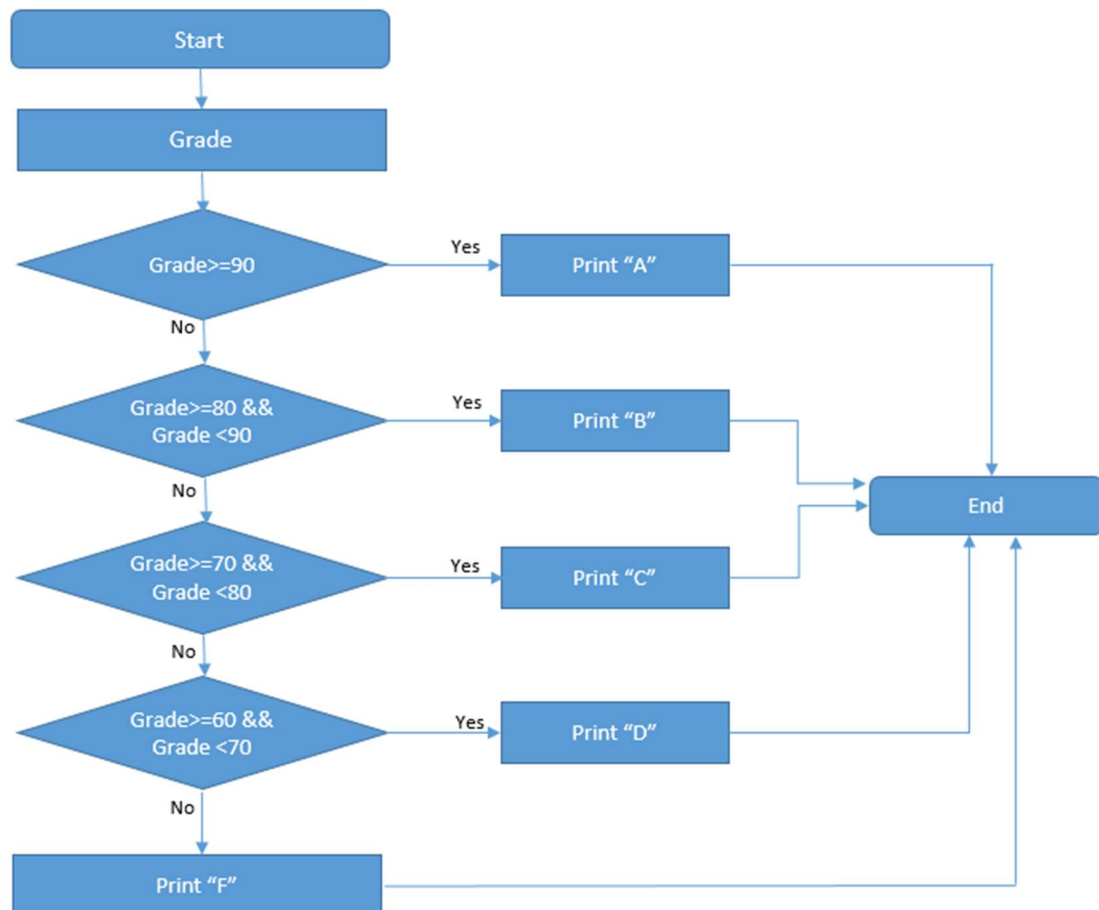 Start
Grade
Grade>=90
Yes
Print “A”
No
Grade>=80 &&
Grade <90
Yes
Print “B”
End
No
Grade>=70 &&
Grade <80
Yes
Print “C”
No
Grade>=60 &&
Grade <70
Yes
Print “D”
No
Print “F”